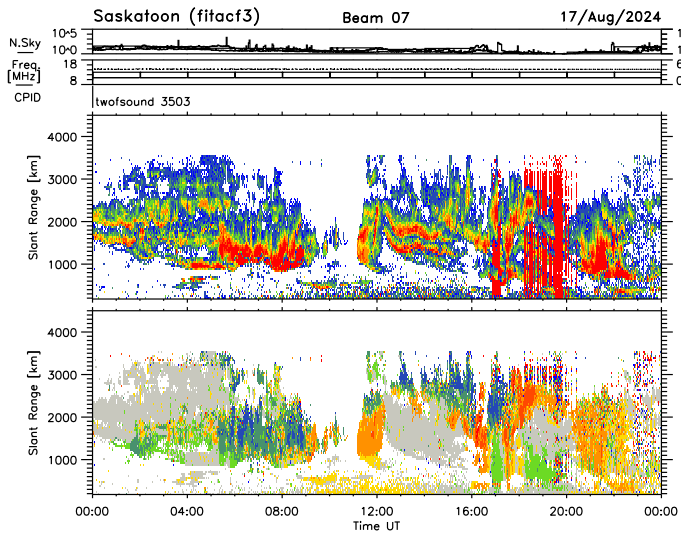 Saskatoon (fitacf3) Beam 07 17/Aug/2024
N.Sky 10^5
10^0
Freq. [MHz] 18
8
CPID twofsound 3503
Slant Range [km] 4000
3000
2000
1000
Slant Range [km] 4000
3000
2000
1000
00:00 04:00 08:00 12:00 16:00 20:00 00:00
Time UT